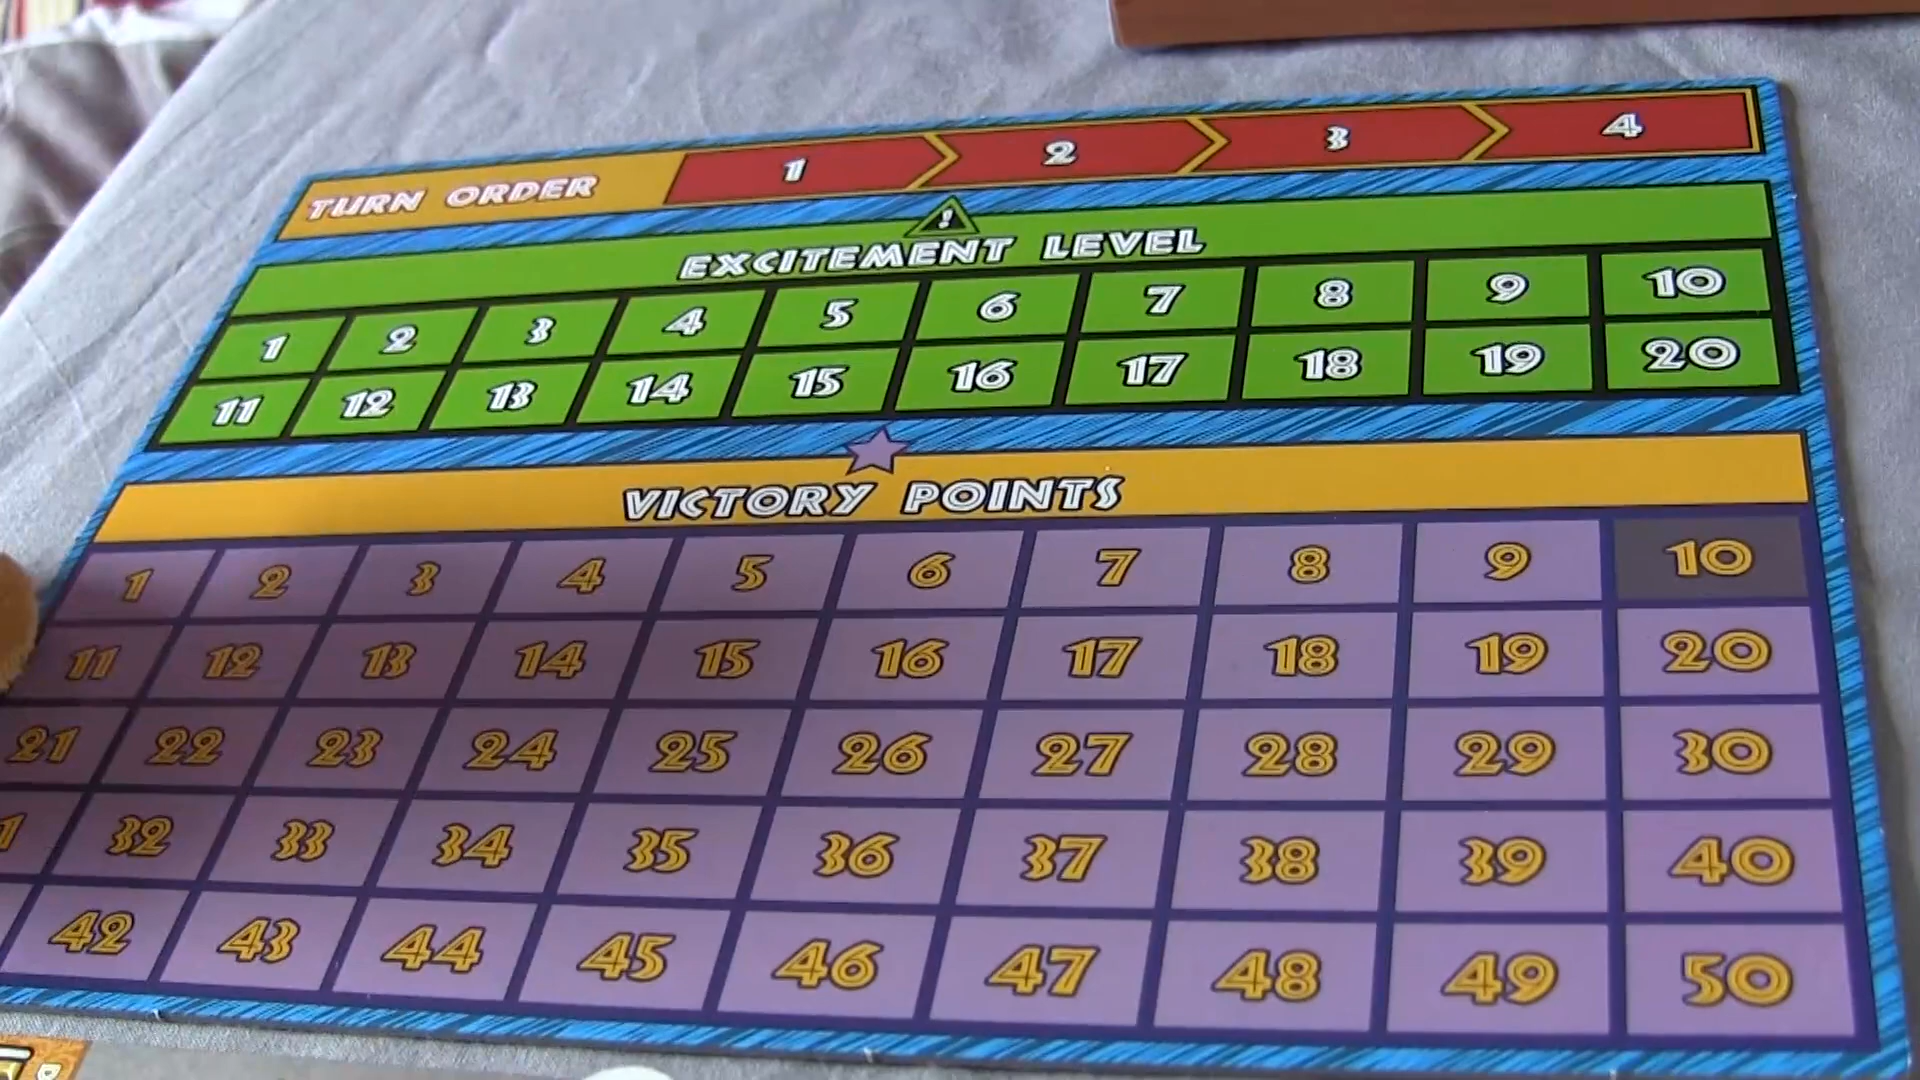 TURN ORDER 1 2 3 4
!
EXCITEMENT LEVEL
1 2 3 4 5 6 7 8 9 10
11 12 13 14 15 16 17 18 19 20
VICTORY POINTS
1 2 3 4 5 6 7 8 9 10
11 12 13 14 15 16 17 18 19 20
21 22 23 24 25 26 27 28 29 30
1 32 33 34 35 36 37 38 39 40
42 43 44 45 46 47 48 49 50